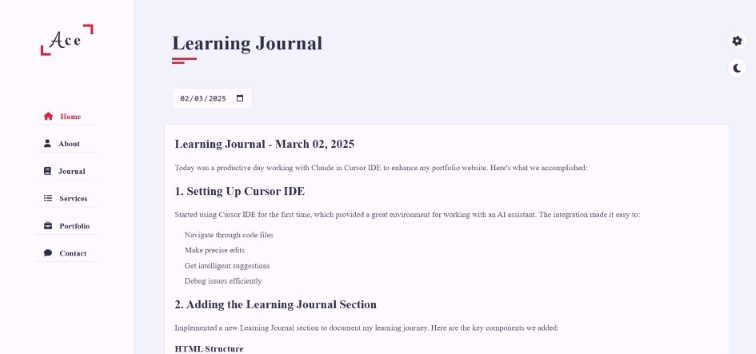 Ace
Home
About
Journal
Services
Portfolio
Contact
Learning Journal
02/03/2025
Learning Journal - March 02, 2025
Today was a productive day working with Claude in Cursor IDE to enhance my portfolio website. Here's what we accomplished:
1. Setting Up Cursor IDE
Started using Cursor IDE for the first time, which provided a great environment for working with an AI assistant. The integration made it easy to:
Navigate through code files
Make precise edits
Get intelligent suggestions
Debug issues efficiently
2. Adding the Learning Journal Section
Implemented a new Learning Journal section to document my learning journey. Here are the key components we added:
HTML Structure